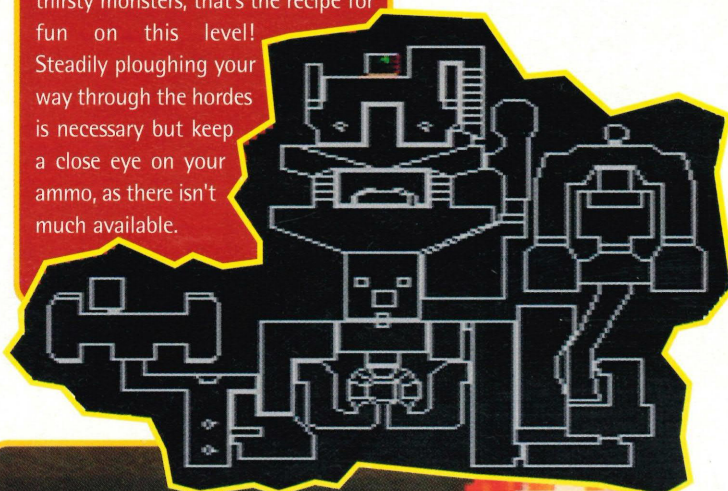 thirsty monsters, that's the recipe for
fun on this level!
Steadily ploughing your
way through the hordes
is necessary but keep
a close eye on your
ammo, as there isn't
much available.